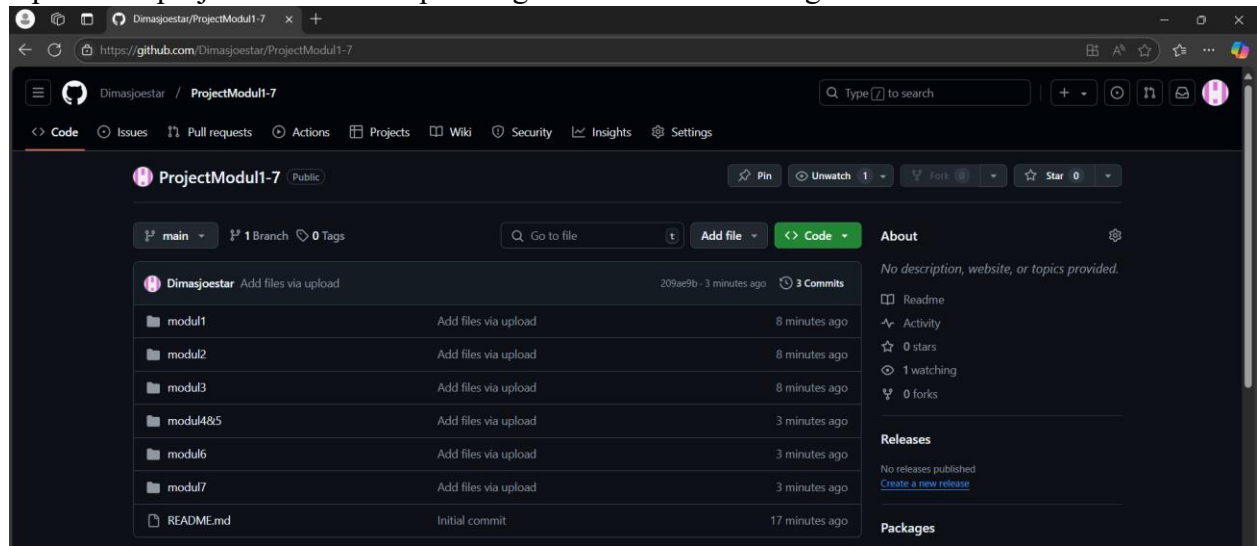 Dimasjoestar/ProjectModul1-7
https://github.com/Dimasjoestar/ProjectModul1-7
Dimasjoestar / ProjectModul1-7
Type / to search
Code Issues Pull requests Actions Projects Wiki Security Insights Settings
ProjectModul1-7 Public
Pin Unwatch 1 Fork 0 Star 0
main 1 Branch 0 Tags
Go to file t Add file Code
Dimasjoestar Add files via upload 209ae9b · 3 minutes ago 3 Commits
modul1 Add files via upload 8 minutes ago
modul2 Add files via upload 8 minutes ago
modul3 Add files via upload 8 minutes ago
modul4&5 Add files via upload 3 minutes ago
modul6 Add files via upload 3 minutes ago
modul7 Add files via upload 3 minutes ago
README.md Initial commit 17 minutes ago
About
No description, website, or topics provided.
Readme
Activity
0 stars
1 watching
0 forks
Releases
No releases published
Create a new release
Packages